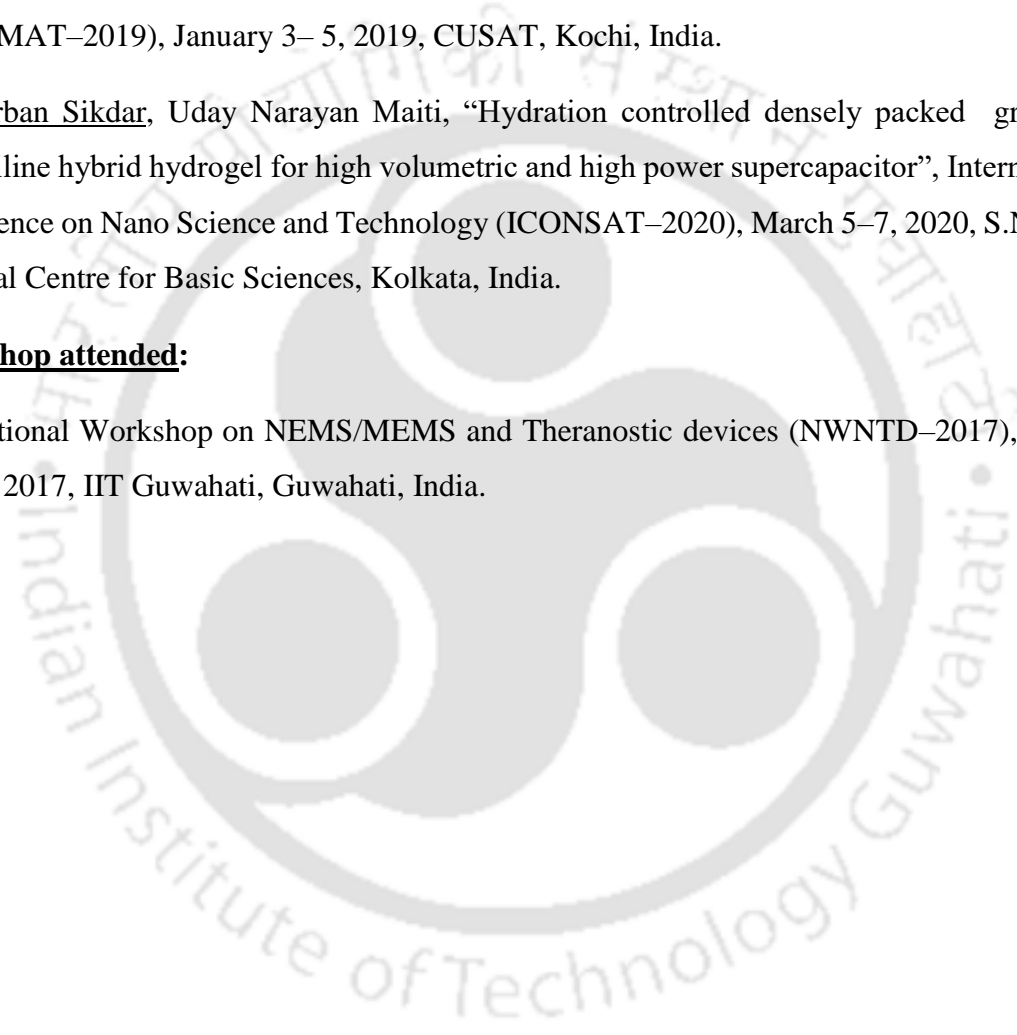 MAT–2019), January 3– 5, 2019, CUSAT, Kochi, India.
rban Sikdar, Uday Narayan Maiti, “Hydration controlled densely packed gr
line hybrid hydrogel for high volumetric and high power supercapacitor”, Intern
ence on Nano Science and Technology (ICONSAT–2020), March 5–7, 2020, S.N
al Centre for Basic Sciences, Kolkata, India.
hop attended:
tional Workshop on NEMS/MEMS and Theranostic devices (NWNTD–2017),
2017, IIT Guwahati, Guwahati, India.
Indian Institute of Technology Guwahati